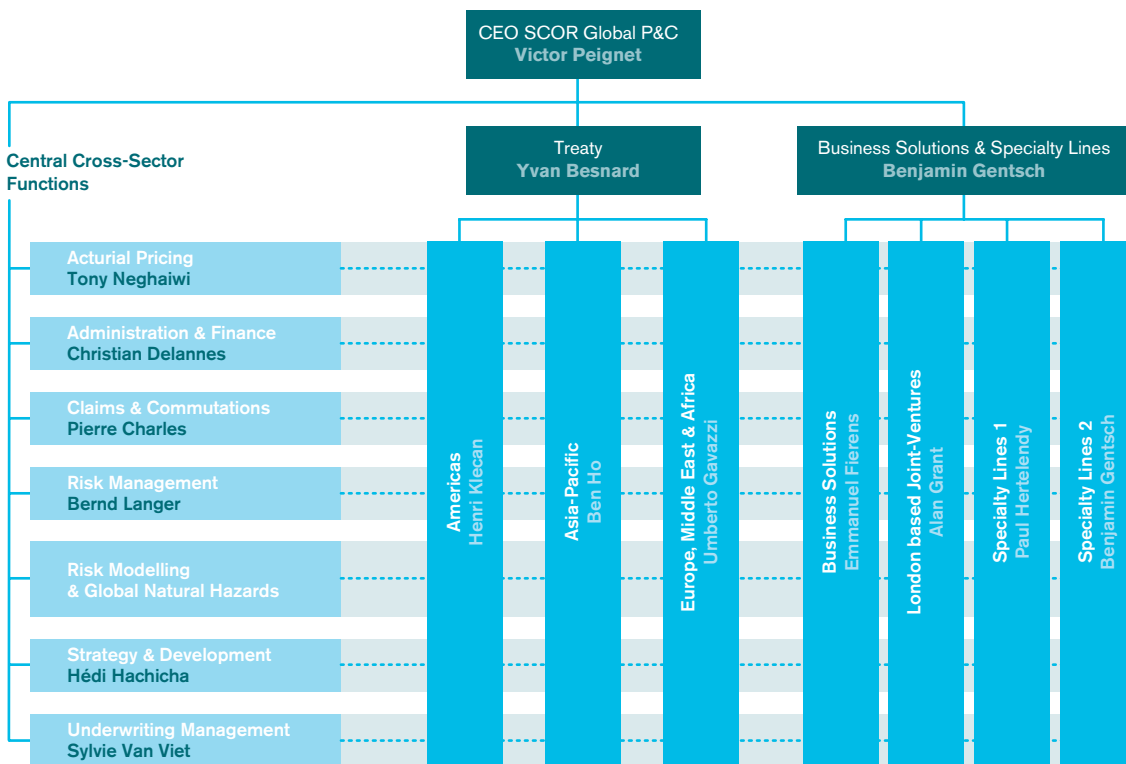 CEO SCOR Global P&C
Victor Peignet
Treaty
Yvan Besnard
Business Solutions & Specialty Lines
Benjamin Gentsch
Central Cross-Sector
Functions
Acturial Pricing
Tony Neghaiwi
Administration & Finance
Christian Delannes
Claims & Commutations
Pierre Charles
Risk Management
Bernd Langer
Risk Modelling
& Global Natural Hazards
Strategy & Development
Hédi Hachicha
Underwriting Management
Sylvie Van Viet
Americas
Henri Klecan
Asia-Pacific
Ben Ho
Europe, Middle East & Africa
Umberto Gavazzi
Business Solutions
Emmanuel Fierens
London based Joint-Ventures
Alan Grant
Specialty Lines 1
Paul Hertelendy
Specialty Lines 2
Benjamin Gentsch